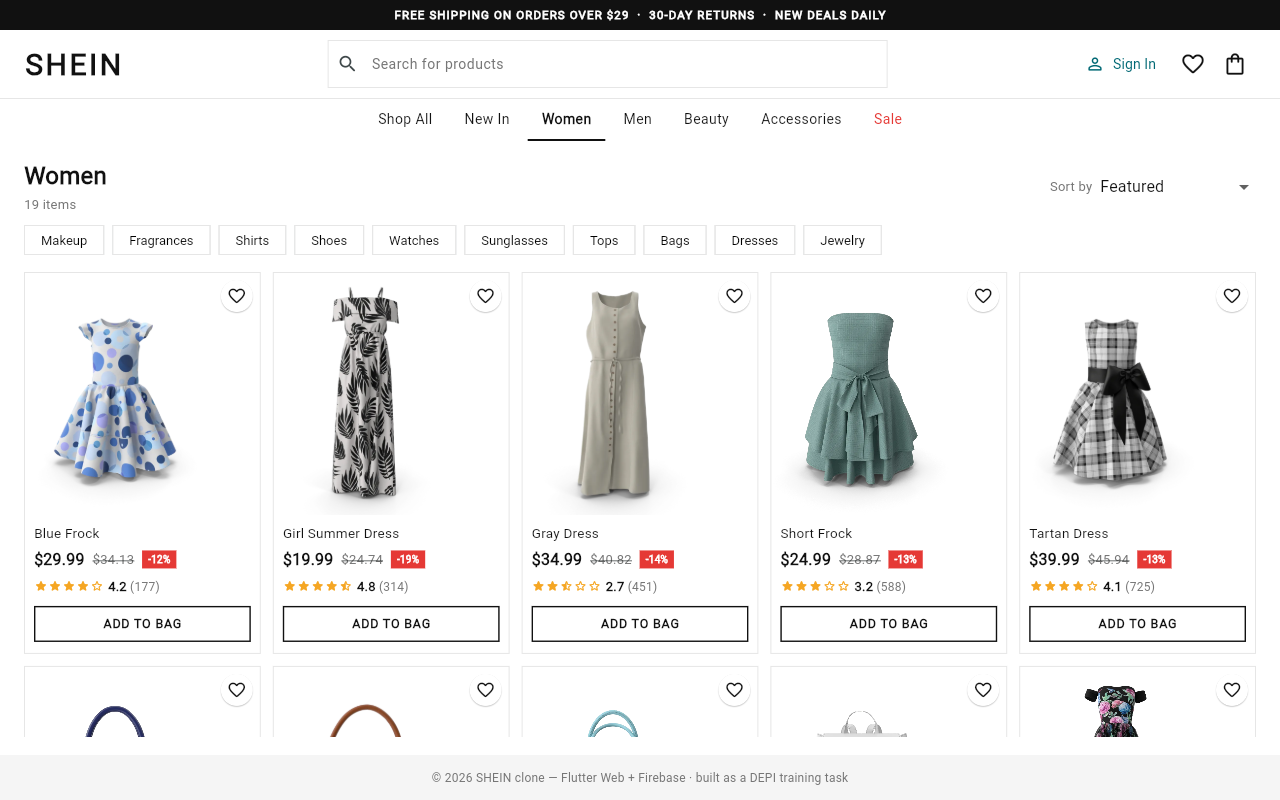 FREE SHIPPING ON ORDERS OVER $29 · 30-DAY RETURNS · NEW DEALS DAILY
SHEIN
Search for products
Sign In
Shop All New In Women Men Beauty Accessories Sale
Women
19 items
Sort by Featured
Makeup Fragrances Shirts Shoes Watches Sunglasses Tops Bags Dresses Jewelry
Blue Frock
$29.99 $34.13 -12%
4.2 (177)
ADD TO BAG
Girl Summer Dress
$19.99 $24.74 -19%
4.8 (314)
ADD TO BAG
Gray Dress
$34.99 $40.82 -14%
2.7 (451)
ADD TO BAG
Short Frock
$24.99 $28.87 -13%
3.2 (588)
ADD TO BAG
Tartan Dress
$39.99 $45.94 -13%
4.1 (725)
ADD TO BAG
© 2026 SHEIN clone — Flutter Web + Firebase · built as a DEPI training task